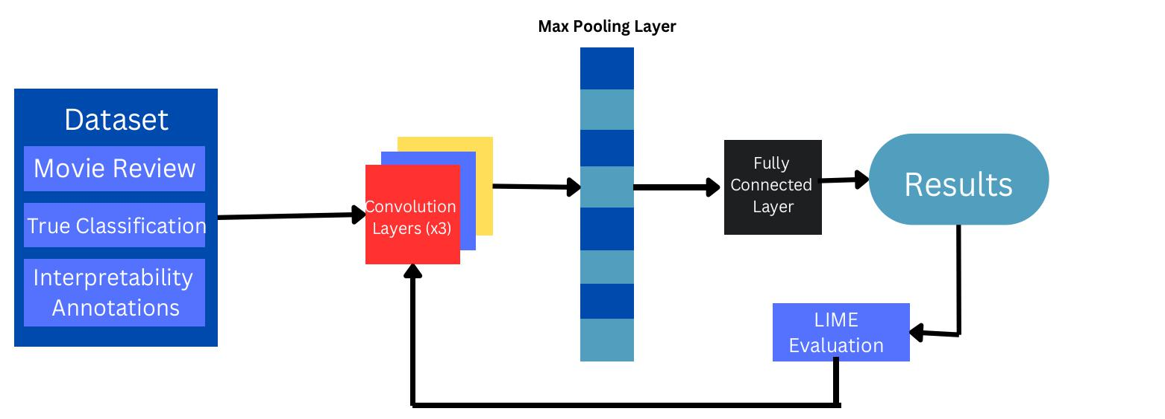 Max Pooling Layer
Dataset
Movie Review
True Classification
Interpretability
Annotations
Convolution
Layers (x3)
Fully
Connected
Layer
Results
LIME
Evaluation